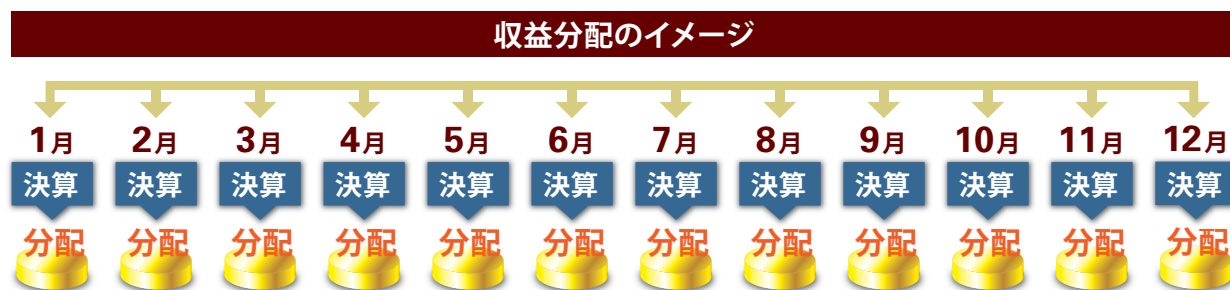 収益分配のイメージ
1月 2月 3月 4月 5月 6月 7月 8月 9月 10月 11月 12月
決算 決算 決算 決算 決算 決算 決算 決算 決算 決算 決算 決算
分配 分配 分配 分配 分配 分配 分配 分配 分配 分配 分配 分配